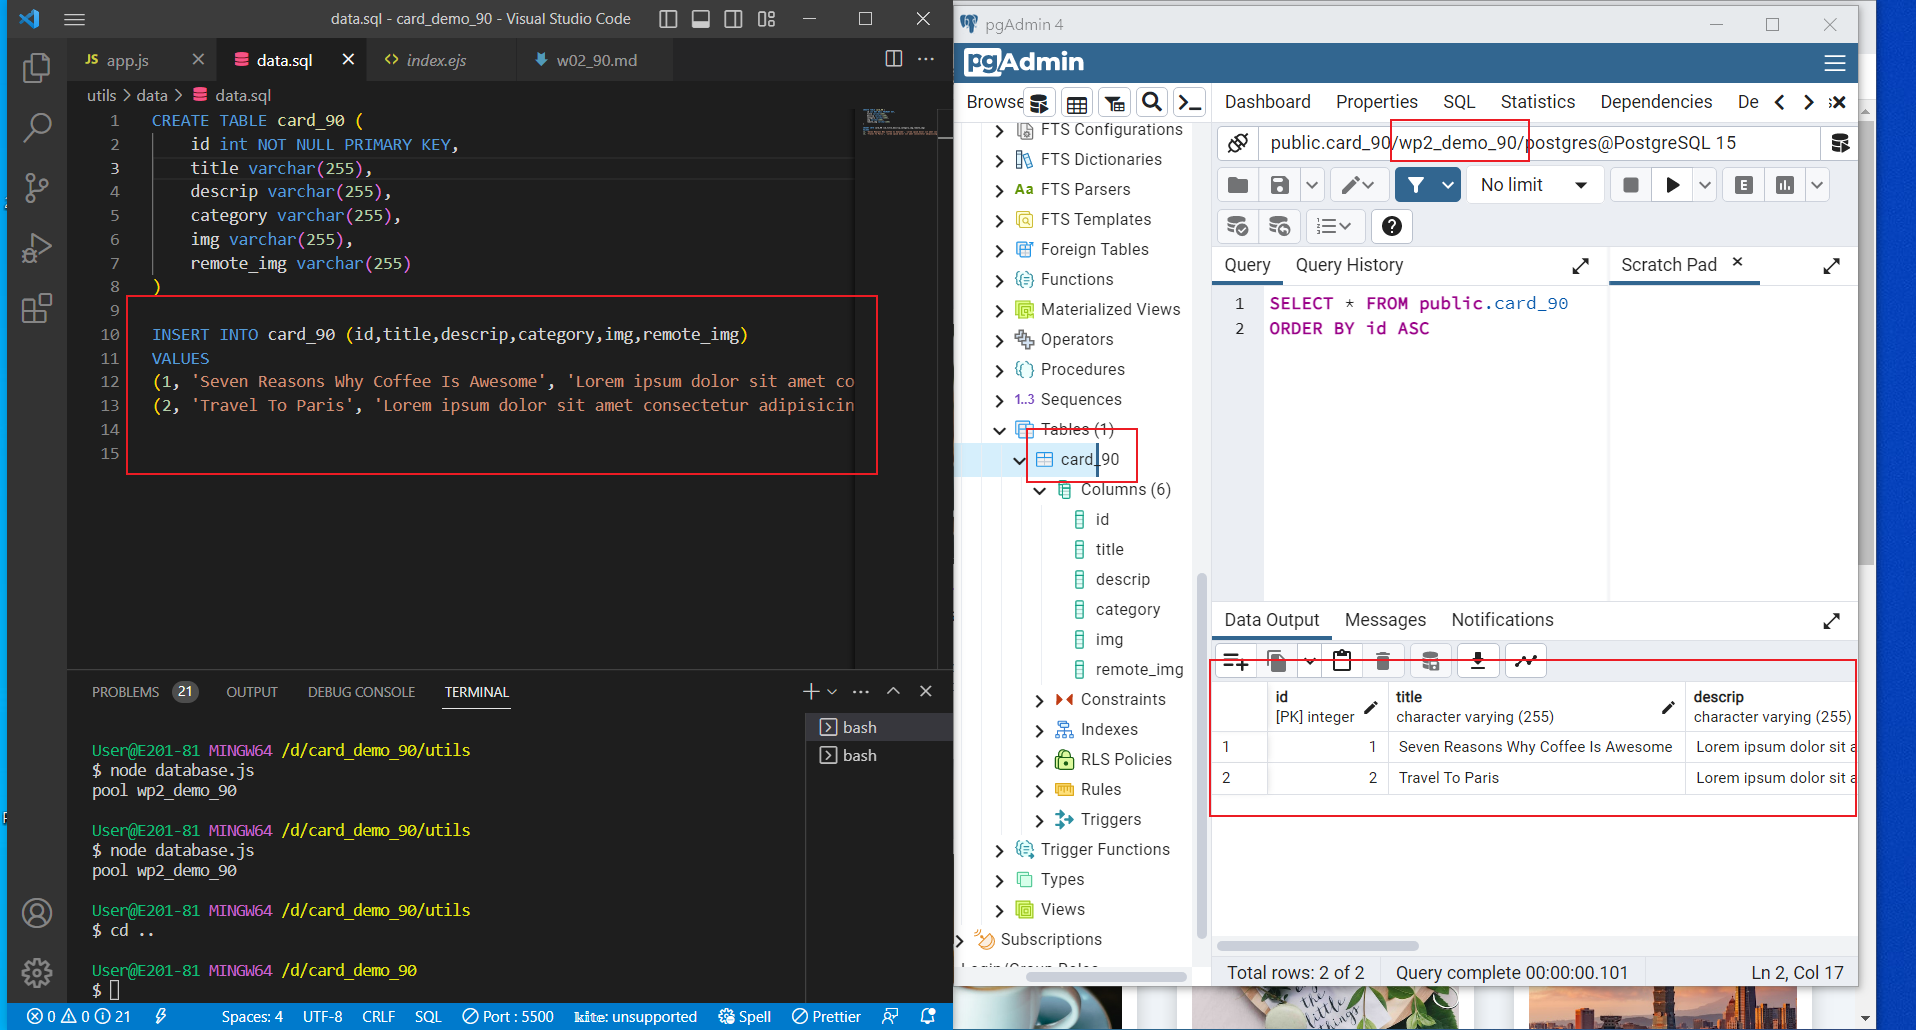 data.sql - card_demo_90 - Visual Studio Code
JS app.js
data.sql
index.ejs
w02_90.md
utils > data > data.sql
1 CREATE TABLE card_90 (
2 id int NOT NULL PRIMARY KEY,
3 title varchar(255),
4 descrip varchar(255),
5 category varchar(255),
6 img varchar(255),
7 remote_img varchar(255)
8 )
9
10 INSERT INTO card_90 (id,title,descrip,category,img,remote_img)
11 VALUES
12 (1, 'Seven Reasons Why Coffee Is Awesome', 'Lorem ipsum dolor sit amet co
13 (2, 'Travel To Paris', 'Lorem ipsum dolor sit amet consectetur adipisicin
14
15
PROBLEMS 21 OUTPUT DEBUG CONSOLE TERMINAL
bash
bash
User@E201-81 MINGW64 /d/card_demo_90/utils
$ node database.js
pool wp2_demo_90
User@E201-81 MINGW64 /d/card_demo_90/utils
$ node database.js
pool wp2_demo_90
User@E201-81 MINGW64 /d/card_demo_90/utils
$ cd ..
User@E201-81 MINGW64 /d/card_demo_90
$
0 0 21 Spaces: 4 UTF-8 CRLF SQL Port : 5500 kite: unsupported Spell Prettier
pgAdmin 4
pgAdmin
Browse
Dashboard Properties SQL Statistics Dependencies De
FTS Configurations
FTS Dictionaries
Aa FTS Parsers
FTS Templates
Foreign Tables
Functions
Materialized Views
Operators
Procedures
1..3 Sequences
Tables (1)
card_90
Columns (6)
id
title
descrip
category
img
remote_img
Constraints
Indexes
RLS Policies
Rules
Triggers
Trigger Functions
Types
Views
Subscriptions
Login/Group Roles
public.card_90/wp2_demo_90/postgres@PostgreSQL 15
No limit
E
Query Query History
Scratch Pad
1 SELECT * FROM public.card_90
2 ORDER BY id ASC
Data Output Messages Notifications
id
[PK] integer
title
character varying (255)
descrip
character varying (255)
1 1 Seven Reasons Why Coffee Is Awesome Lorem ipsum dolor sit a
2 2 Travel To Paris Lorem ipsum dolor sit a
Total rows: 2 of 2 Query complete 00:00:00.101 Ln 2, Col 17
the little things